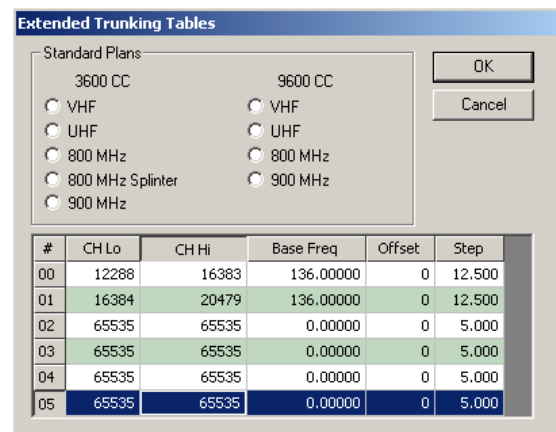 Extended Trunking Tables
Standard Plans
3600 CC 9600 CC
VHF VHF
UHF UHF
800 MHz 800 MHz
800 MHz Splinter 900 MHz
900 MHz
OK
Cancel
# CH Lo CH Hi Base Freq Offset Step
00 12288 16383 136.00000 0 12.500
01 16384 20479 136.00000 0 12.500
02 65535 65535 0.00000 0 5.000
03 65535 65535 0.00000 0 5.000
04 65535 65535 0.00000 0 5.000
05 65535 65535 0.00000 0 5.000